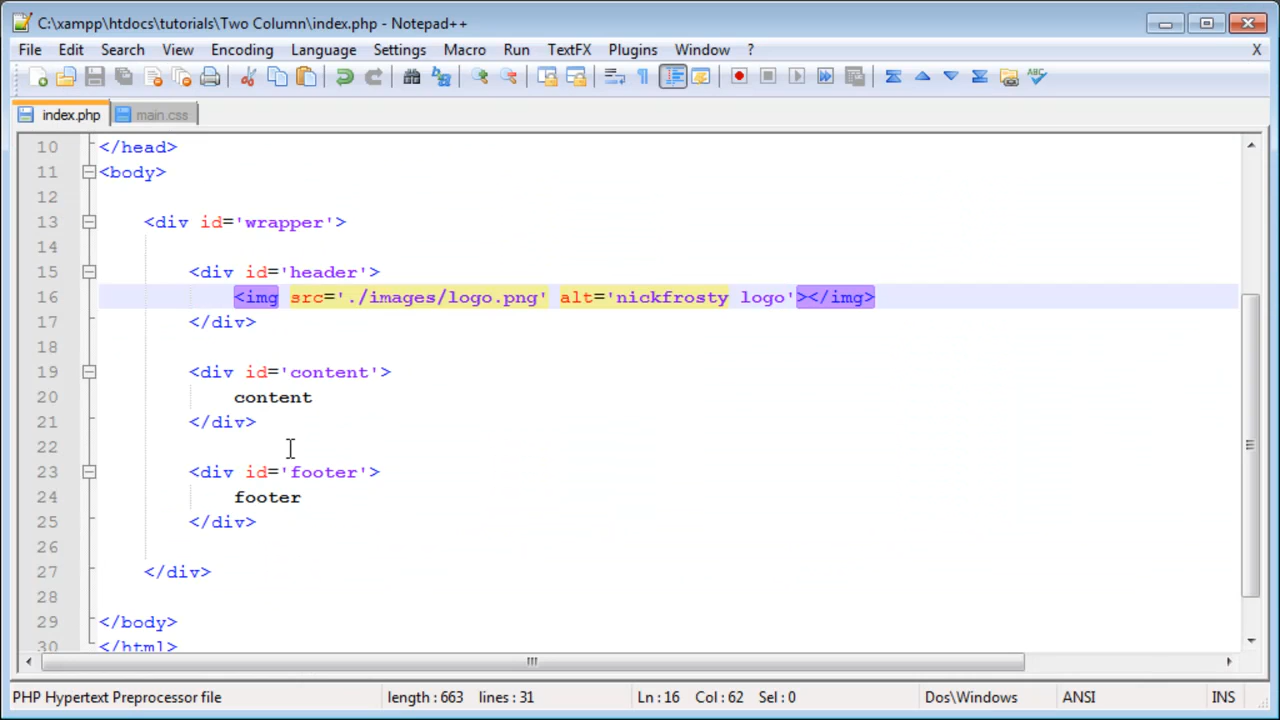 C:\xampp\htdocs\tutorials\Two Column\index.php - Notepad++
File Edit Search View Encoding Language Settings Macro Run TextFX Plugins Window ? X
index.php main.css
10 </head>
11 <body>
12
13 <div id='wrapper'>
14
15 <div id='header'>
16 <img src='./images/logo.png' alt='nickfrosty logo'></img>
17 </div>
18
19 <div id='content'>
20 content
21 </div>
22
23 <div id='footer'>
24 footer
25 </div>
26
27 </div>
28
29 </body>
30 </html>
PHP Hypertext Preprocessor file length : 663 lines : 31 Ln : 16 Col : 62 Sel : 0 Dos\Windows ANSI INS